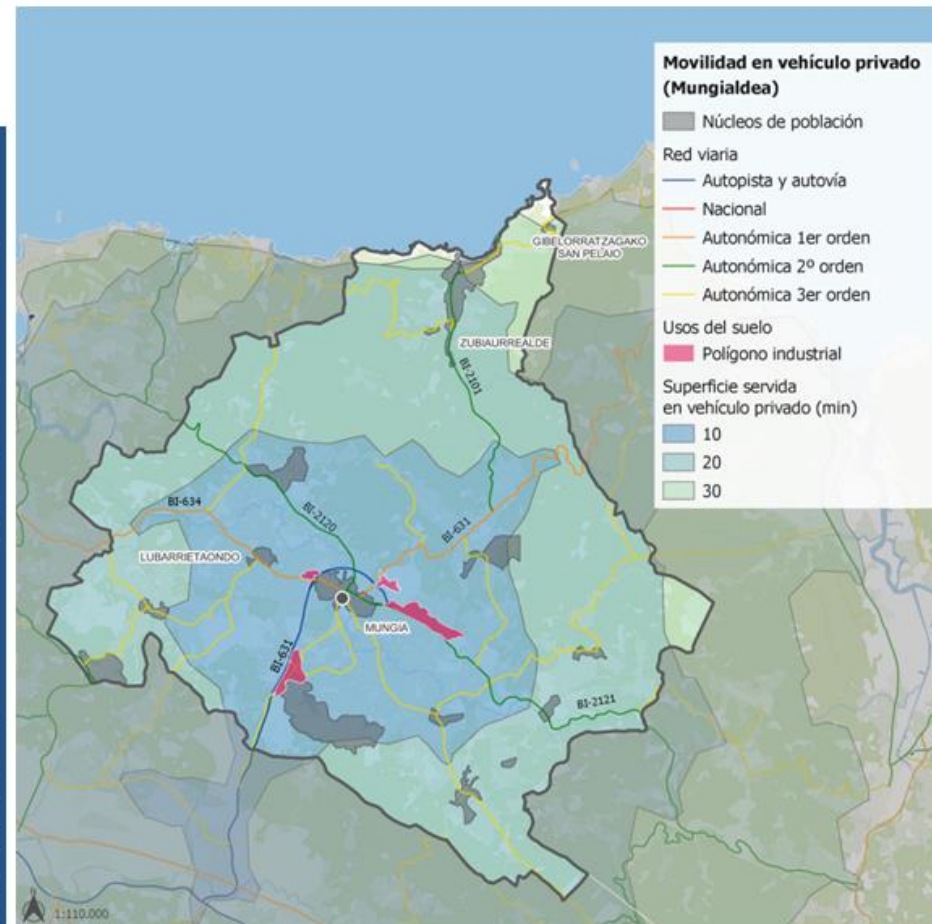 Movilidad en vehículo privado
(Mungialdea)
Núcleos de población
Red viaria
Autopista y autovía
Nacional
Autonómica 1er orden
Autonómica 2º orden
Autonómica 3er orden
Usos del suelo
Polígono industrial
Superficie servida
en vehículo privado (min)
10
20
30
GIBELORRATZAGAKO
SAN PELAIO
ZUBIAURREALDE
BI-2101
BI-634
BI-2120
BI-631
LUBARRIETAONDO
MUNGIA
BI-631
BI-2121
1:110.000